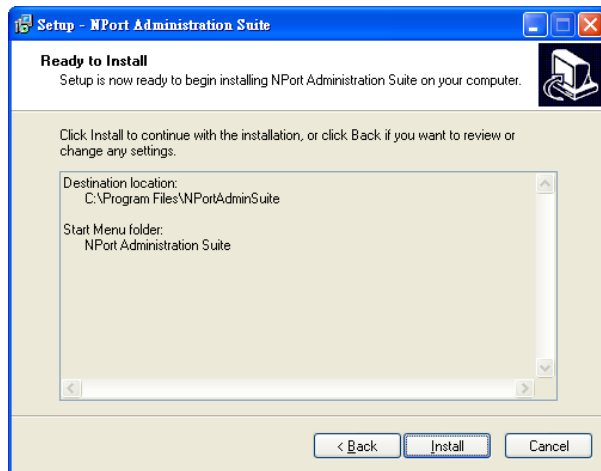 Setup - NPort Administration Suite
Ready to Install
Setup is now ready to begin installing NPort Administration Suite on your computer.
Click Install to continue with the installation, or click Back if you want to review or
change any settings.
Destination location:
C:\Program Files\NPortAdminSuite
Start Menu folder:
NPort Administration Suite
< Back
Install
Cancel